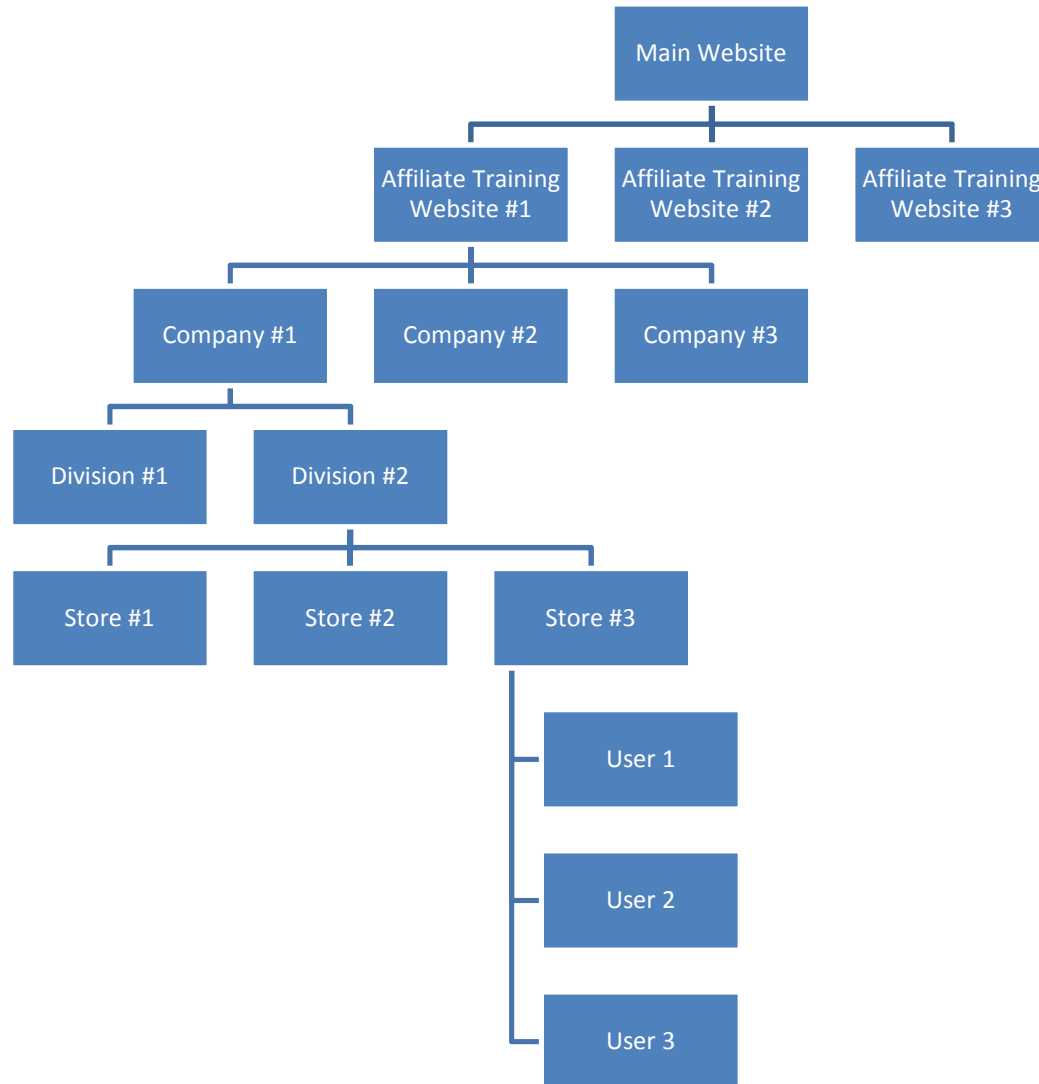 Main Website
Affiliate Training
Website #1
Affiliate Training
Website #2
Affiliate Training
Website #3
Company #1
Company #2
Company #3
Division #1
Division #2
Store #1
Store #2
Store #3
User 1
User 2
User 3